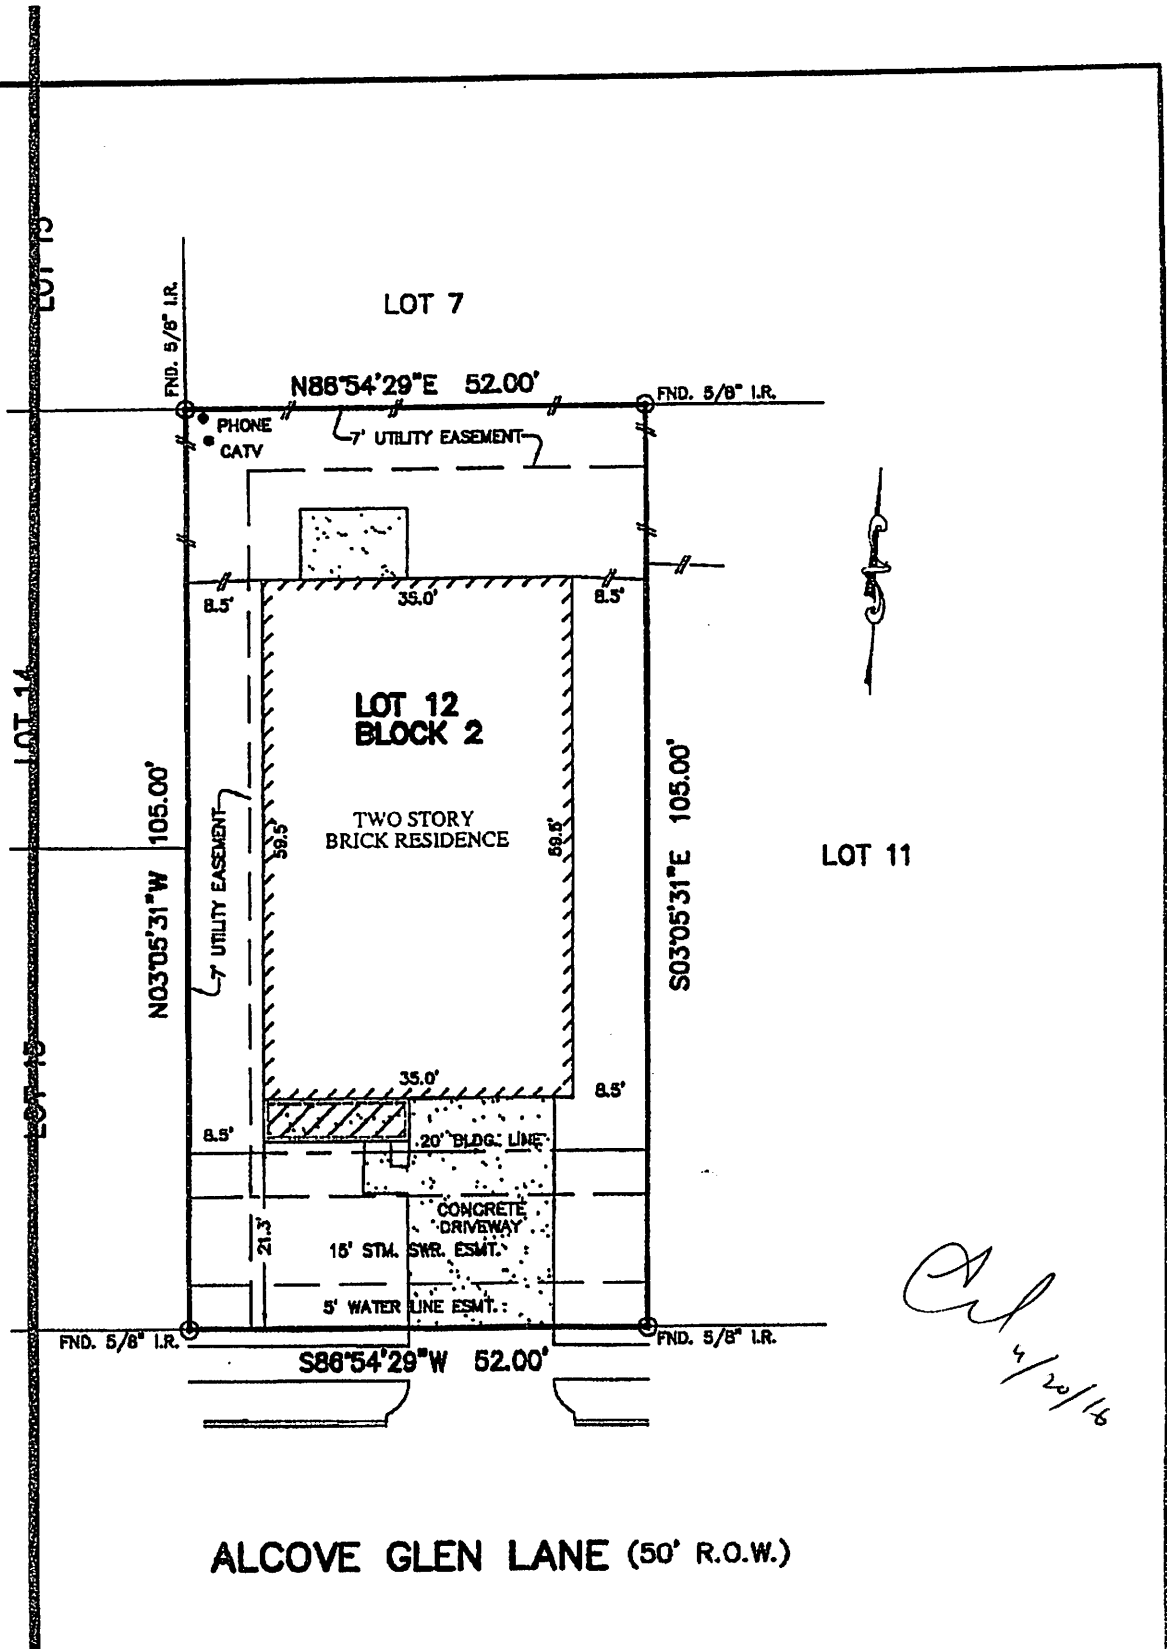 LOT 7
FND. 5/8" I.R.
N86°54'29"E 52.00'
FND. 5/8" I.R.
PHONE
CATV
7' UTILITY EASEMENT
8.5'
35.0'
8.5'
LOT 14
LOT 12
BLOCK 2
TWO STORY
BRICK RESIDENCE
59.5'
59.5'
N03°05'31"W 105.00'
7' UTILITY EASEMENT
S03°05'31"E 105.00'
LOT 11
35.0'
8.5'
8.5'
20' BLDG. LINE
CONCRETE
DRIVEWAY
21.3'
15' STM. SWR. ESMT.
5' WATER LINE ESMT.
FND. 5/8" I.R.
FND. 5/8" I.R.
S86°54'29"W 52.00'
4/20/16
ALCOVE GLEN LANE (50' R.O.W.)